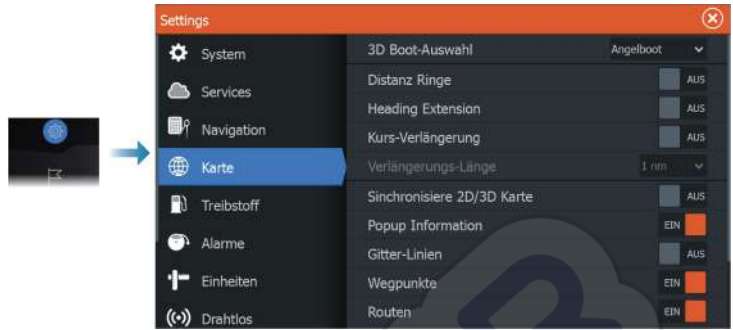 Settings
System
Services
Navigation
Karte
Treibstoff
Alarme
Einheiten
Drahtlos
3D Boot-Auswahl Angelboot
Distanz Ringe AUS
Heading Extension AUS
Kurs-Verlängerung AUS
Verlängerungs-Länge 1 nm
Sinchronisiere 2D/3D Karte AUS
Popup Information EIN
Gitter-Linien AUS
Wegpunkte EIN
Routen EIN